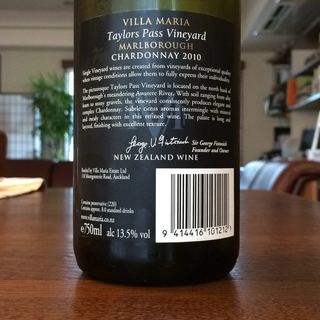 VILLA MARIA
Taylors Pass Vineyard
MARLBOROUGH
CHARDONNAY 2010
Single Vineyard wines are created from vineyards of exceptional quality
when vintage conditions allow them to fully express their individuality.
The picturesque Taylors Pass Vineyard is located on the north bank of
Marlborough's meandering Awatere River. With soil ranging from silty
loam to stony gravels, the vineyard consistently produces elegant and
complex Chardonnay. Subtle citrus aromas intermingle with mineral
and mealy characters in this refined wine. The palate is long and
layered, finishing with excellent texture.
Sir George Fistonich
Founder and Owner
NEW ZEALAND WINE
Bottled by Villa Maria Estate Ltd
118 Montgomerie Road, Auckland
Contains preservative (220)
Contains approx. 8.0 standard drinks
www.villamaria.co.nz
e750ml alc 13.5% vol
9 414416 101212